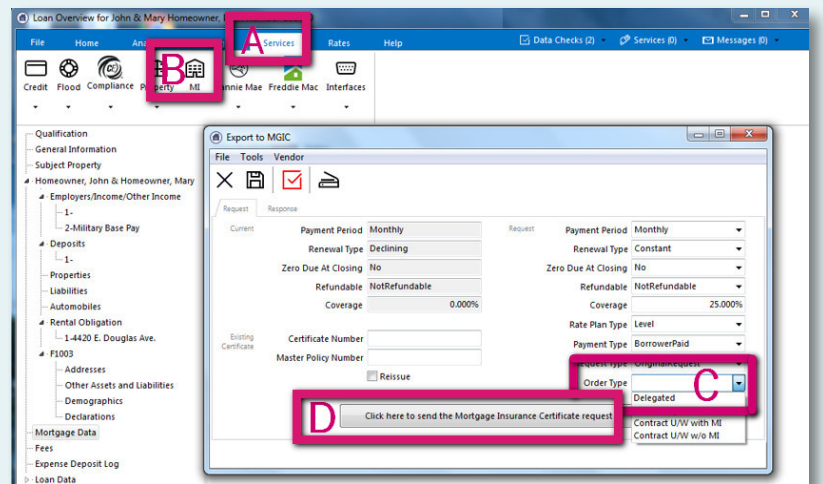 Loan Overview for John & Mary Homeowner,
File Home Services Rates Help Data Checks (2) Services (0) Messages (0)
A
B
Credit Flood Compliance MI Freddie Mac Interfaces
Qualification
General Information
Subject Property
Homeowner, John & Homeowner, Mary
Employers/Income/Other Income
1-
2-Military Base Pay
Deposits
1-
Properties
Liabilities
Automobiles
Rental Obligation
1-4420 E. Douglas Ave.
F1003
Addresses
Other Assets and Liabilities
Demographics
Declarations
Mortgage Data
Fees
Expense Deposit Log
Loan Data
Export to MGIC
File Tools Vendor
Request Response
Current Payment Period Monthly Request Payment Period Monthly
Renewal Type Declining Renewal Type Constant
Zero Due At Closing No Zero Due At Closing No
Refundable NotRefundable Refundable NotRefundable
Coverage 0.000% Coverage 25.000%
Rate Plan Type Level
Existing Certificate Certificate Number Payment Type BorrowerPaid
Master Policy Number Request Type OriginalRequest
Reissue Order Type C
Delegated
D Click here to send the Mortgage Insurance Certificate request
Contract U/W with MI
Contract U/W w/o MI